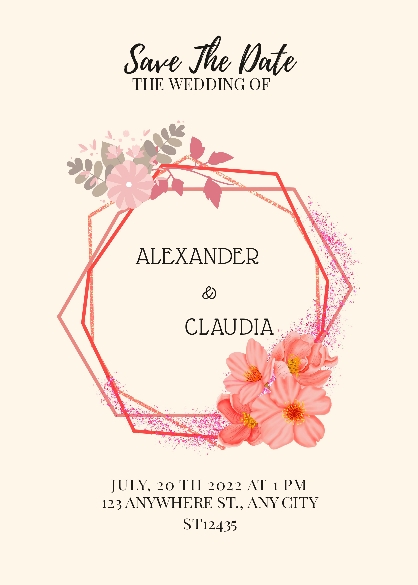 Save The Date
THE WEDDING OF
ALEXANDER
&
CLAUDIA
JULY, 20 TH 2022 AT 1 PM
123 ANYWHERE ST., ANY CITY
ST12435